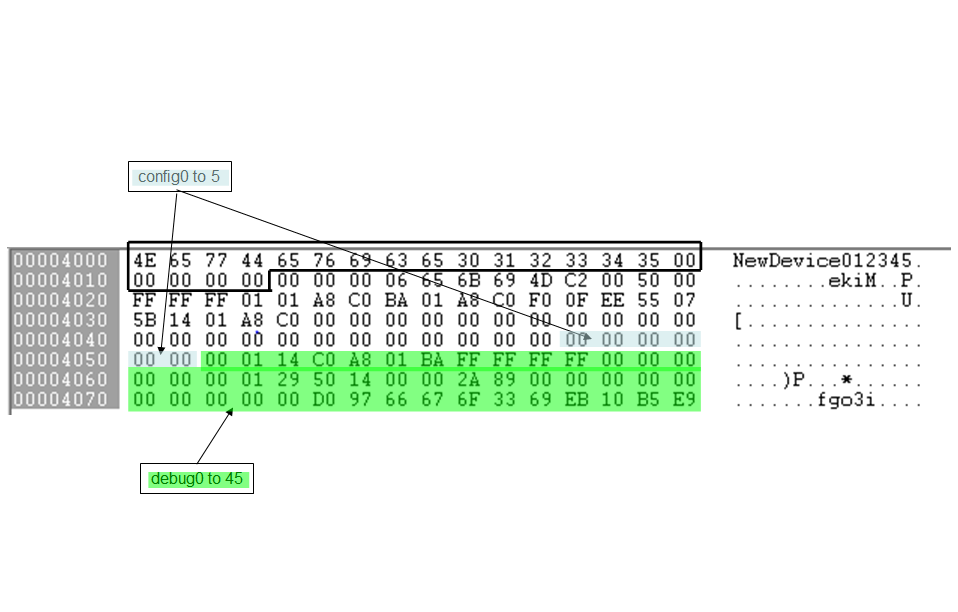 config0 to 5
00004000 4E 65 77 44 65 76 69 63 65 30 31 32 33 34 35 00 NewDevice012345.
00004010 00 00 00 00 00 00 00 06 65 6B 69 4D C2 00 50 00 ........ekiM..P.
00004020 FF FF FF 01 01 A8 C0 BA 01 A8 C0 F0 0F EE 55 07 ..............U.
00004030 5B 14 01 A8 C0 00 00 00 00 00 00 00 00 00 00 00 [...............
00004040 00 00 00 00 00 00 00 00 00 00 00 00 00 00 00 00 ................
00004050 00 00 00 01 14 C0 A8 01 BA FF FF FF FF 00 00 00 ................
00004060 00 00 00 01 29 50 14 00 00 2A 89 00 00 00 00 00 ....)P...*......
00004070 00 00 00 00 00 D0 97 66 67 6F 33 69 EB 10 B5 E9 .......fgo3i....
debug0 to 45